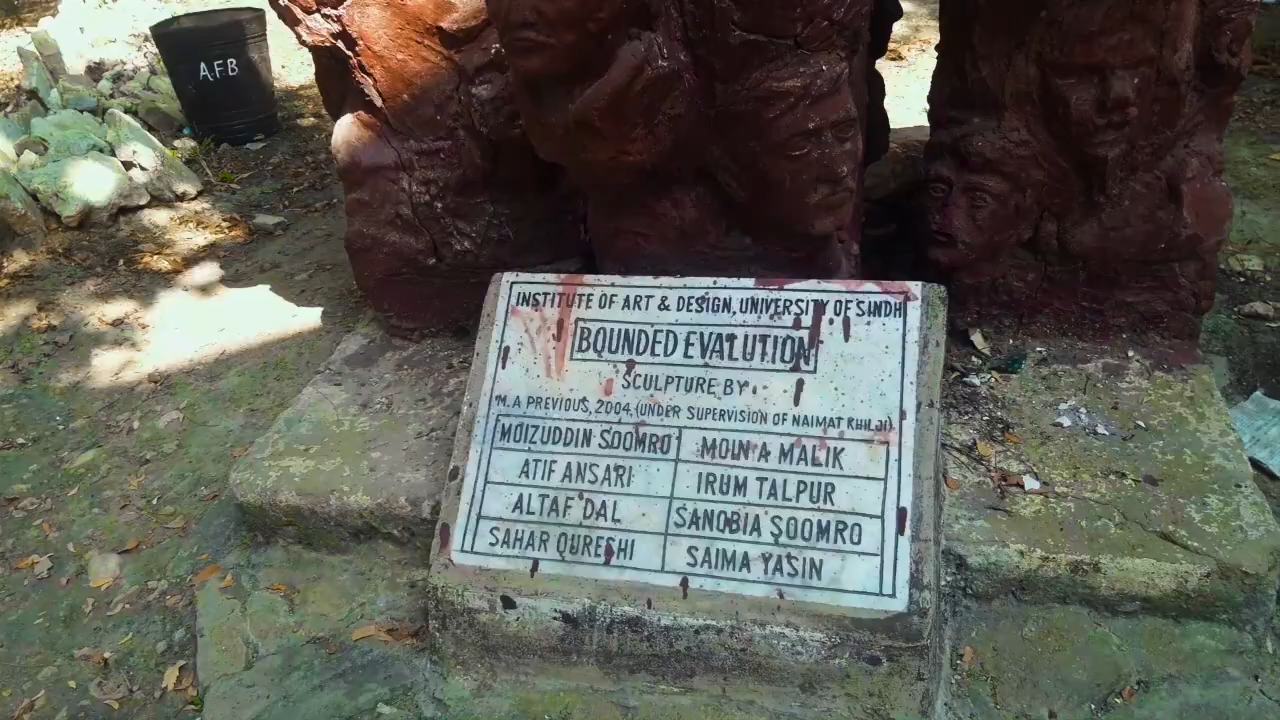 A.F.B
INSTITUTE OF ART & DESIGN, UNIVERSITY OF SINDH
BOUNDED EVALUTION
SCULPTURE BY
M.A PREVIOUS, 2004, (UNDER SUPERVISION OF NAIMAT KHILJI)
MOIZUDDIN SOOMRO MOIN A MALIK
ATIF ANSARI IRUM TALPUR
ALTAF DAL SANOBIA SOOMRO
SAHAR QURESHI SAIMA YASIN